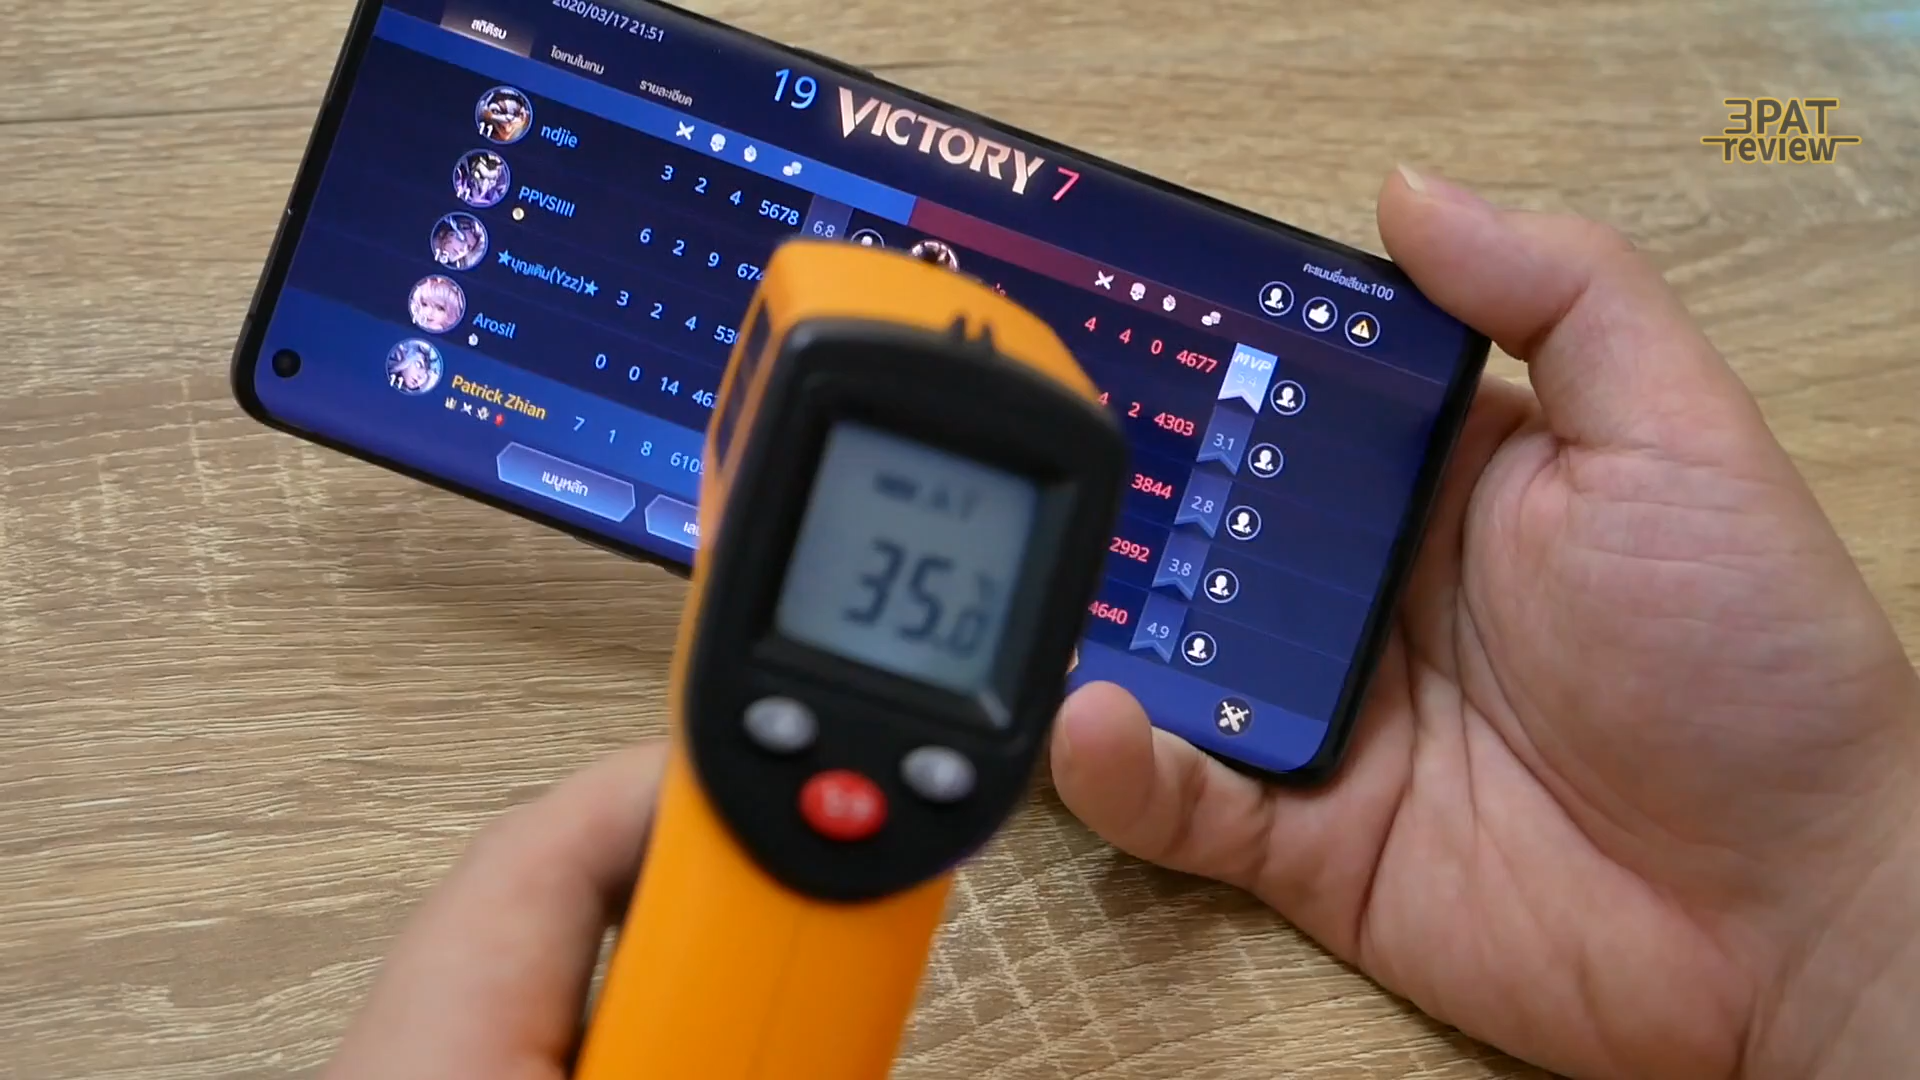 2020/03/17 21:51
สถิติรบ
ไอเทมในเกม
รายละเอียด
19 VICTORY 7
3PAT
review
คะแนนชื่อเสียง:100
11 ndjie 3 2 4 5678 6.8
PPVSIIII 6 2 9
13 ★บุญเติม(Yzz)★ 3 2 4
Arosil 0 0 14
11 Patrick Zhian 7 1 8
4 4 0 4677 MVP
4 2 4303 3.1
3844 2.8
2992 3.8
4640 4.9
เมนูหลัก
35.0